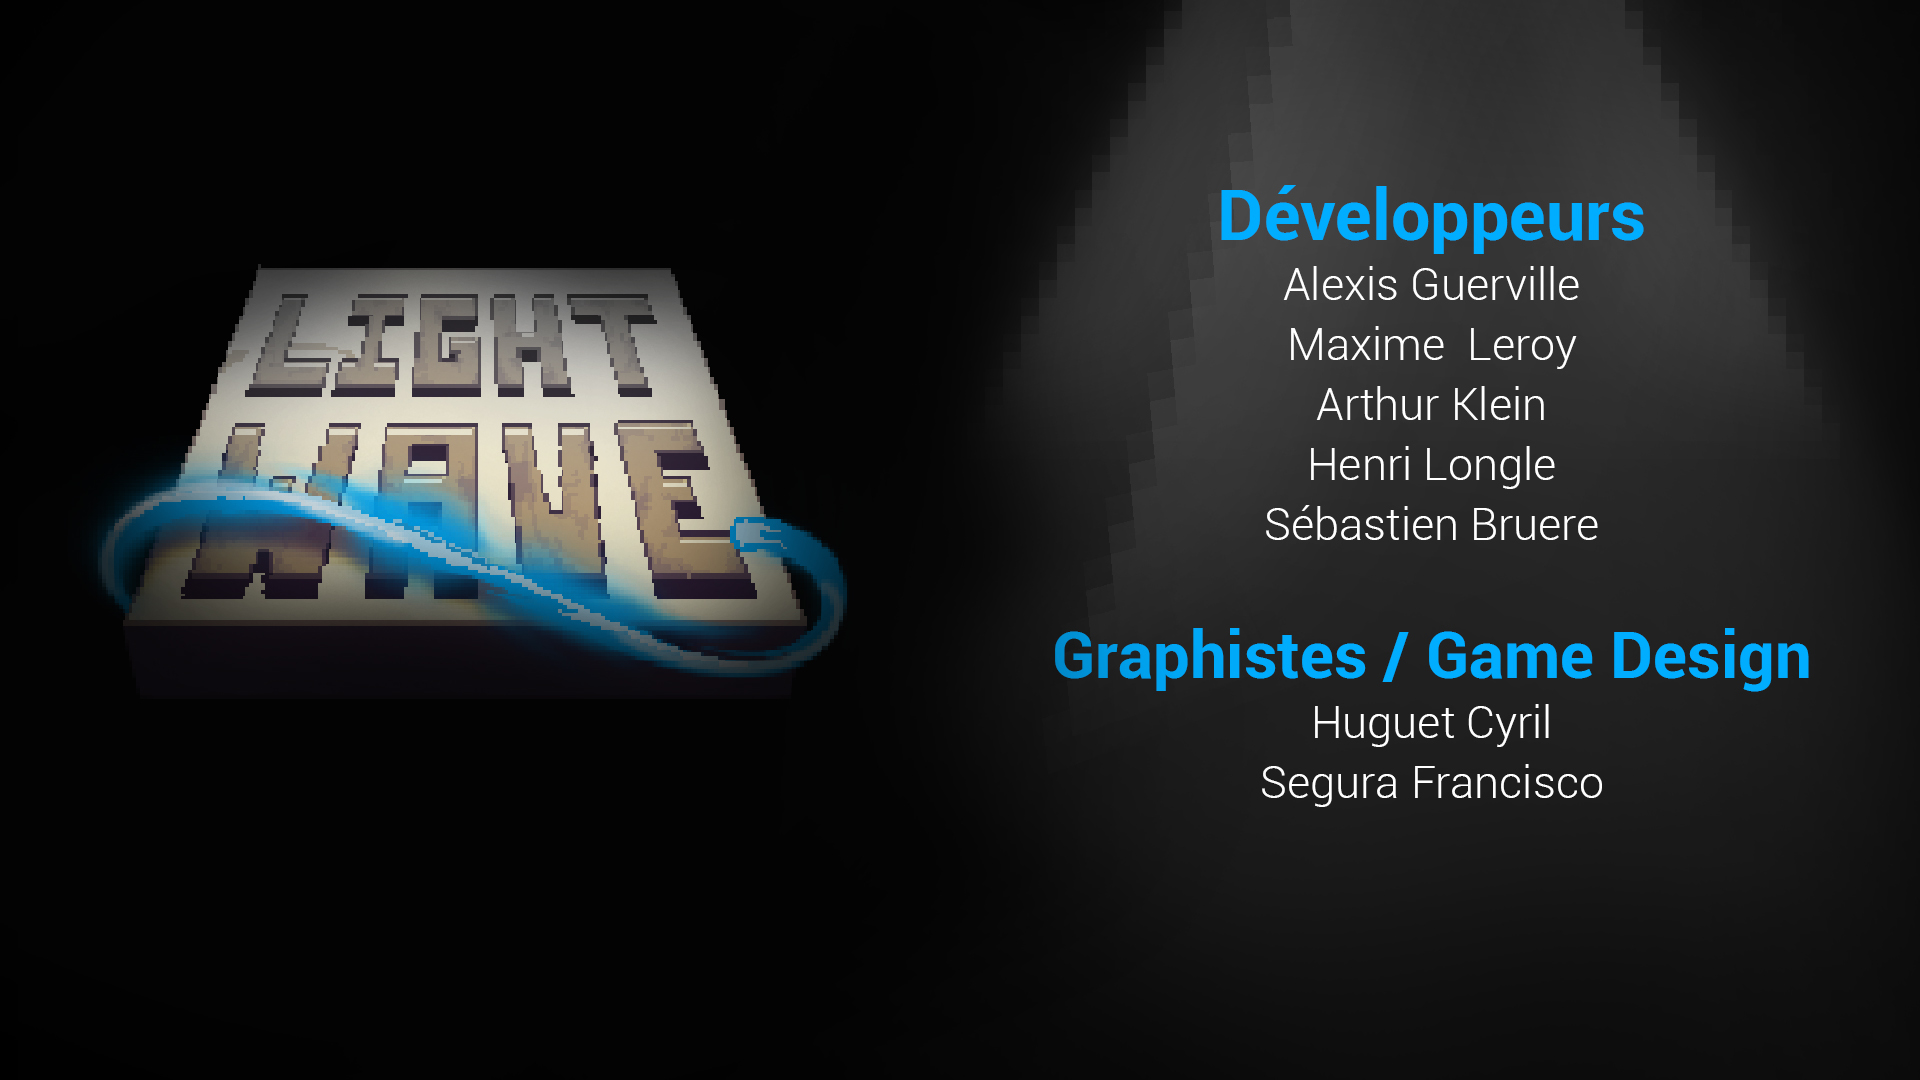 LIGHT
WAVE
Développeurs
Alexis Guerville
Maxime  Leroy
Arthur Klein
Henri Longle
Sébastien Bruere
Graphistes / Game Design
Huguet Cyril
Segura Francisco